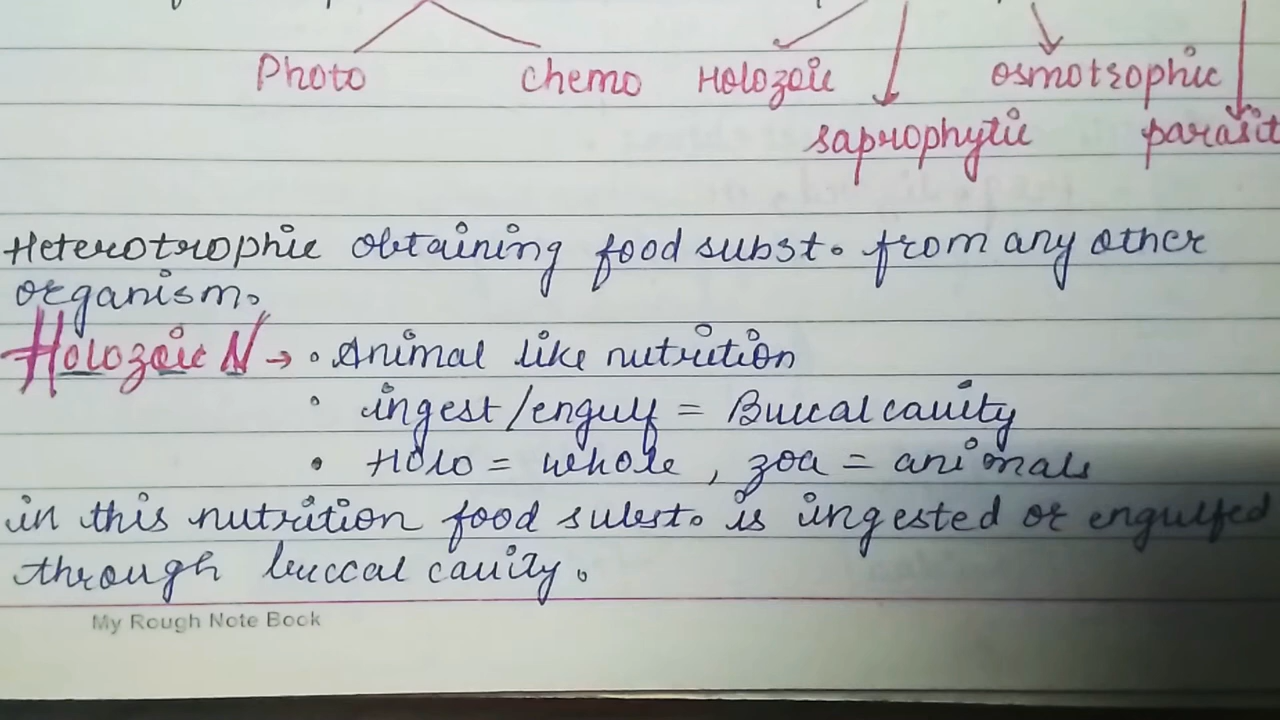 Photo chemo Holozoic osmotrophic
saprophytic parasit
Heterotrophic obtaining food subst. from any other
organism.
Holozoic N → • Animal like nutrition
• ingest/engulf = Buccal cavity
• Holo = whole, zoa = animals
in this nutrition food subst. is ingested or engulfed
through buccal cavity.
My Rough Note Book